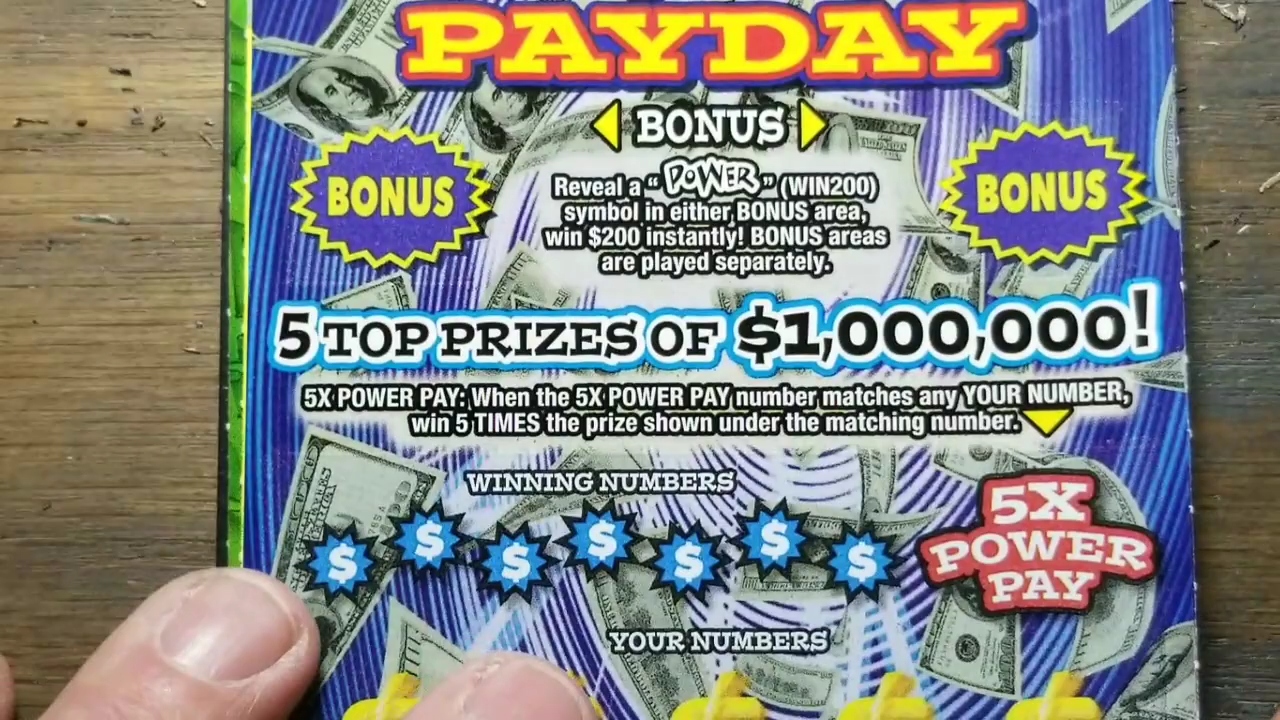 PAYDAY
BONUS
BONUS
Reveal a "POWER" (WIN200)
symbol in either BONUS area,
win $200 instantly! BONUS areas
are played separately.
BONUS
5 TOP PRIZES OF $1,000,000!
5X POWER PAY: When the 5X POWER PAY number matches any YOUR NUMBER,
win 5 TIMES the prize shown under the matching number.
WINNING NUMBERS
$ $ $ $ $ $ $
5X
POWER
PAY
YOUR NUMBERS